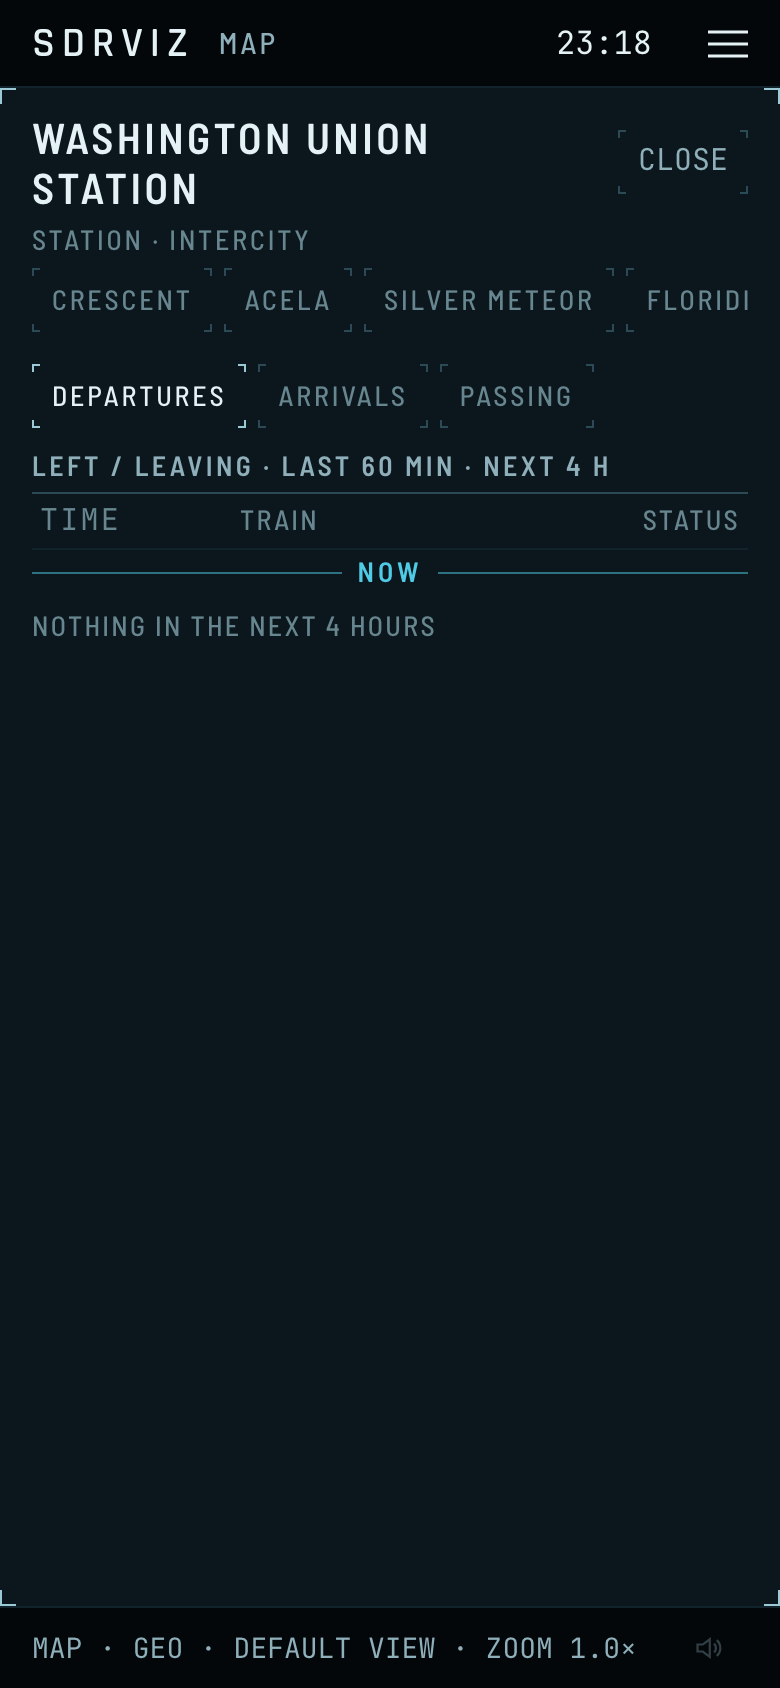 SDRVIZ MAP 23:18
WASHINGTON UNION
STATION
CLOSE
STATION · INTERCITY
CRESCENT ACELA SILVER METEOR FLORIDI
DEPARTURES ARRIVALS PASSING
LEFT / LEAVING · LAST 60 MIN · NEXT 4 H
TIME TRAIN STATUS
NOW
NOTHING IN THE NEXT 4 HOURS
MAP · GEO · DEFAULT VIEW · ZOOM 1.0×